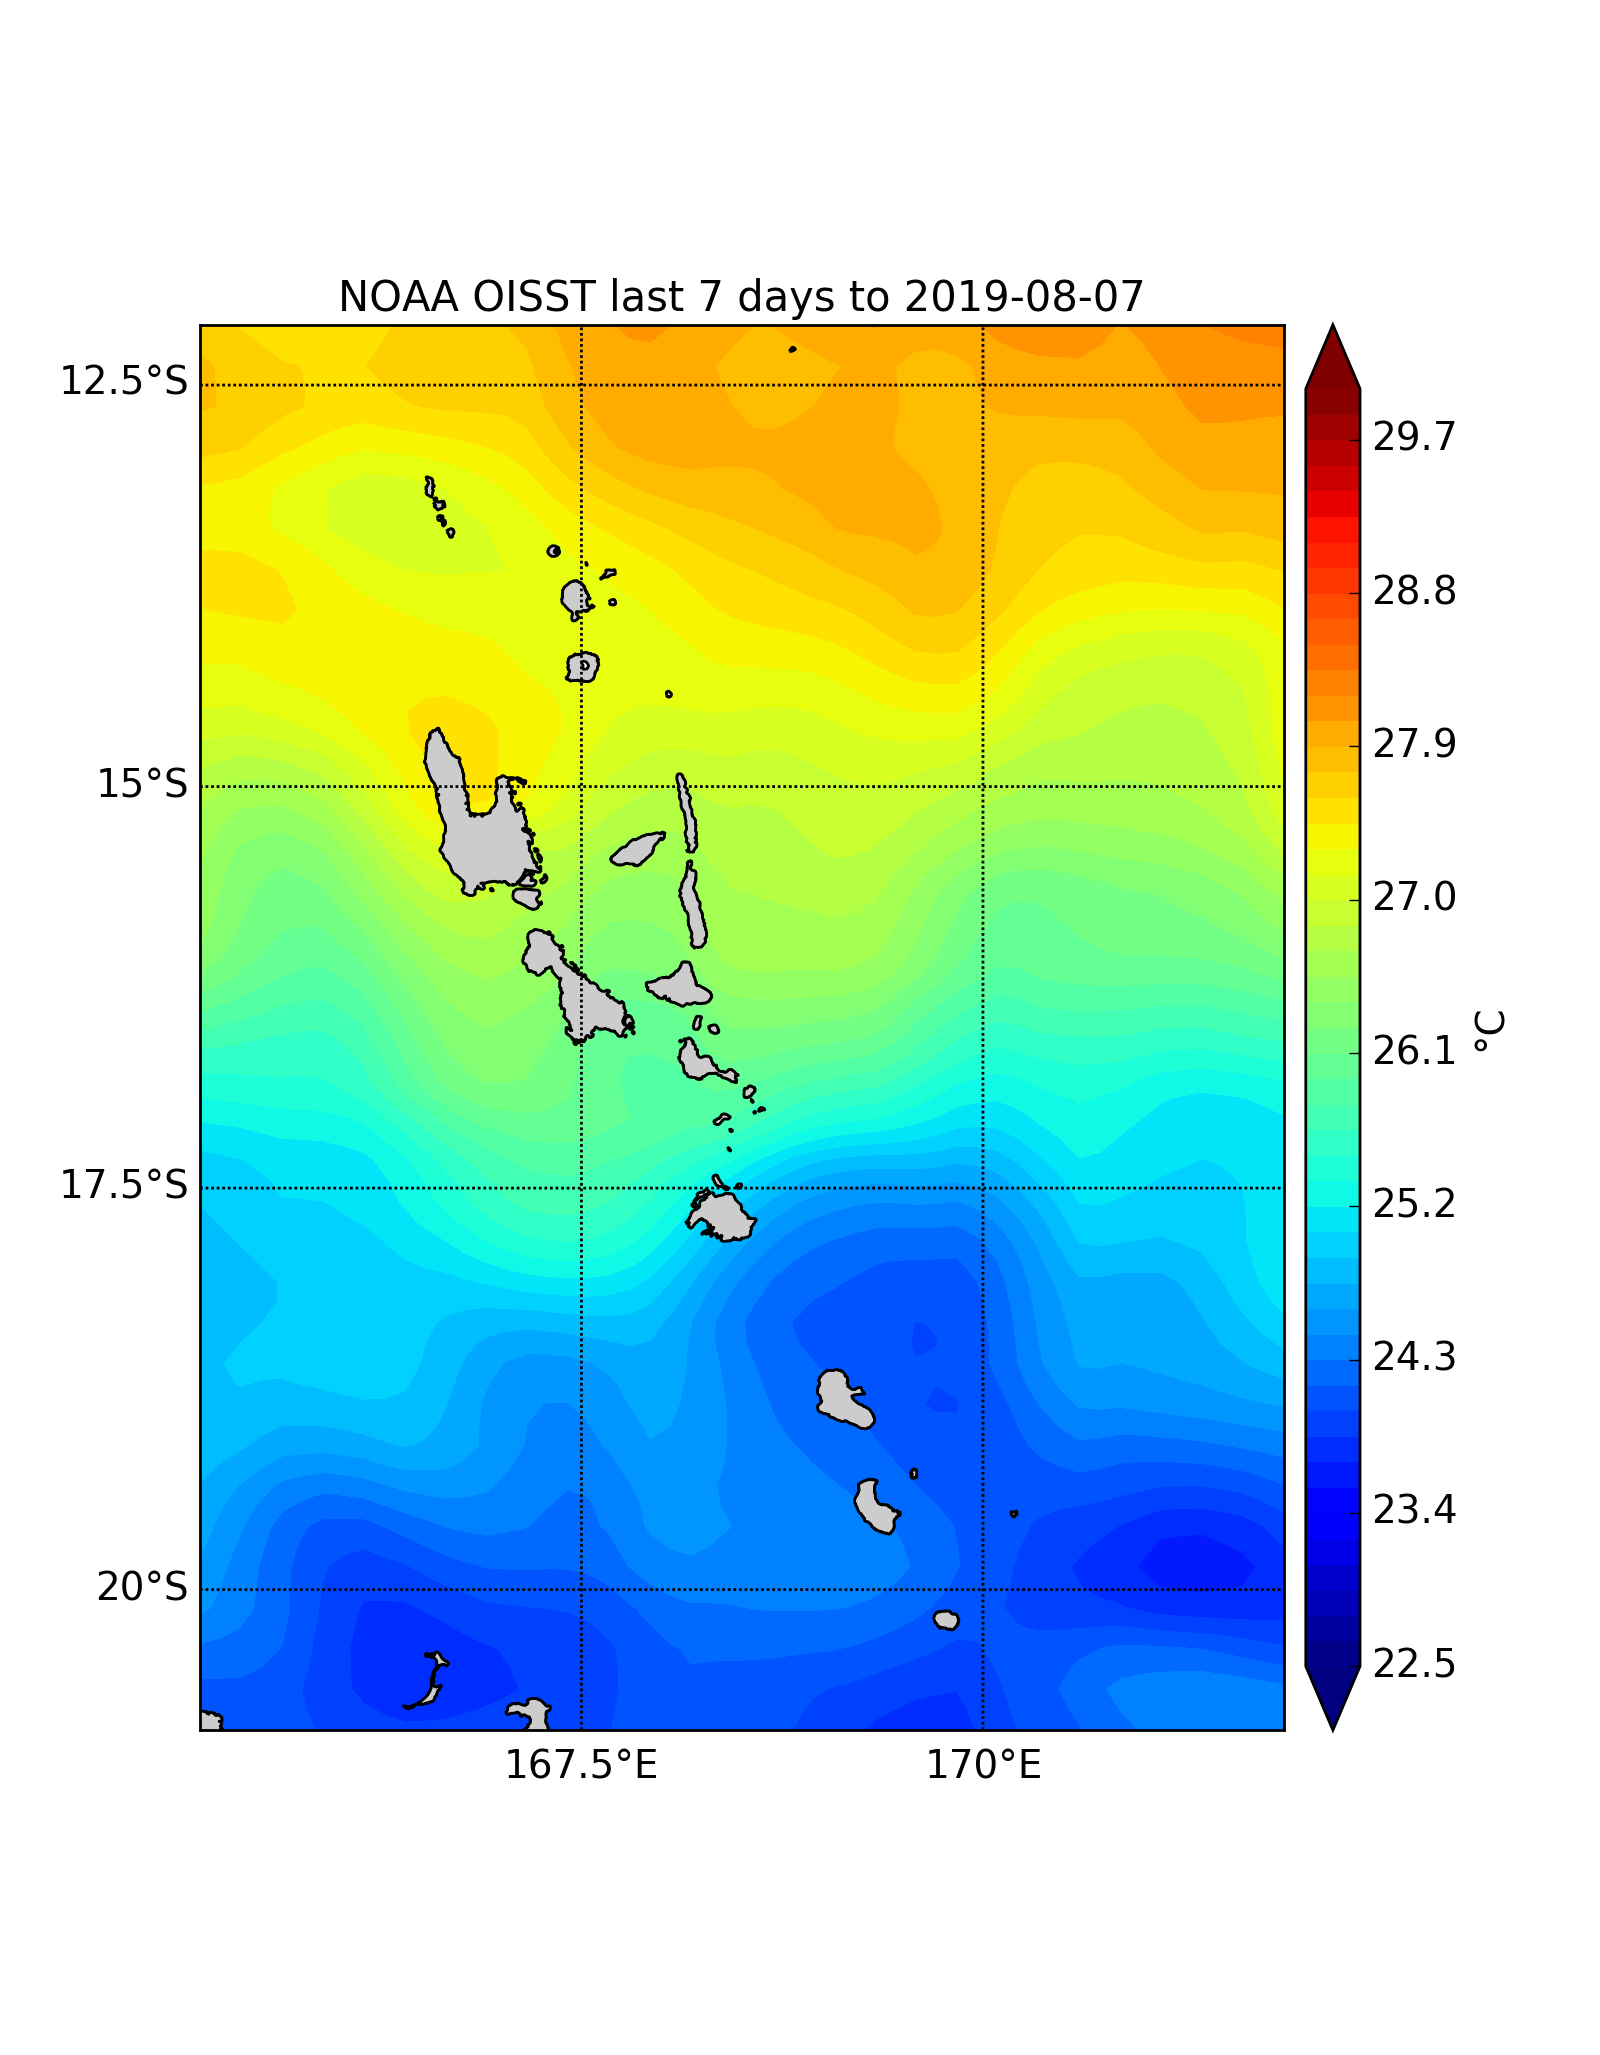 NOAA OISST last 7 days to 2019-08-07
12.5°S
15°S
17.5°S
20°S
167.5°E
170°E
29.7
28.8
27.9
27.0
26.1
25.2
24.3
23.4
22.5
°C